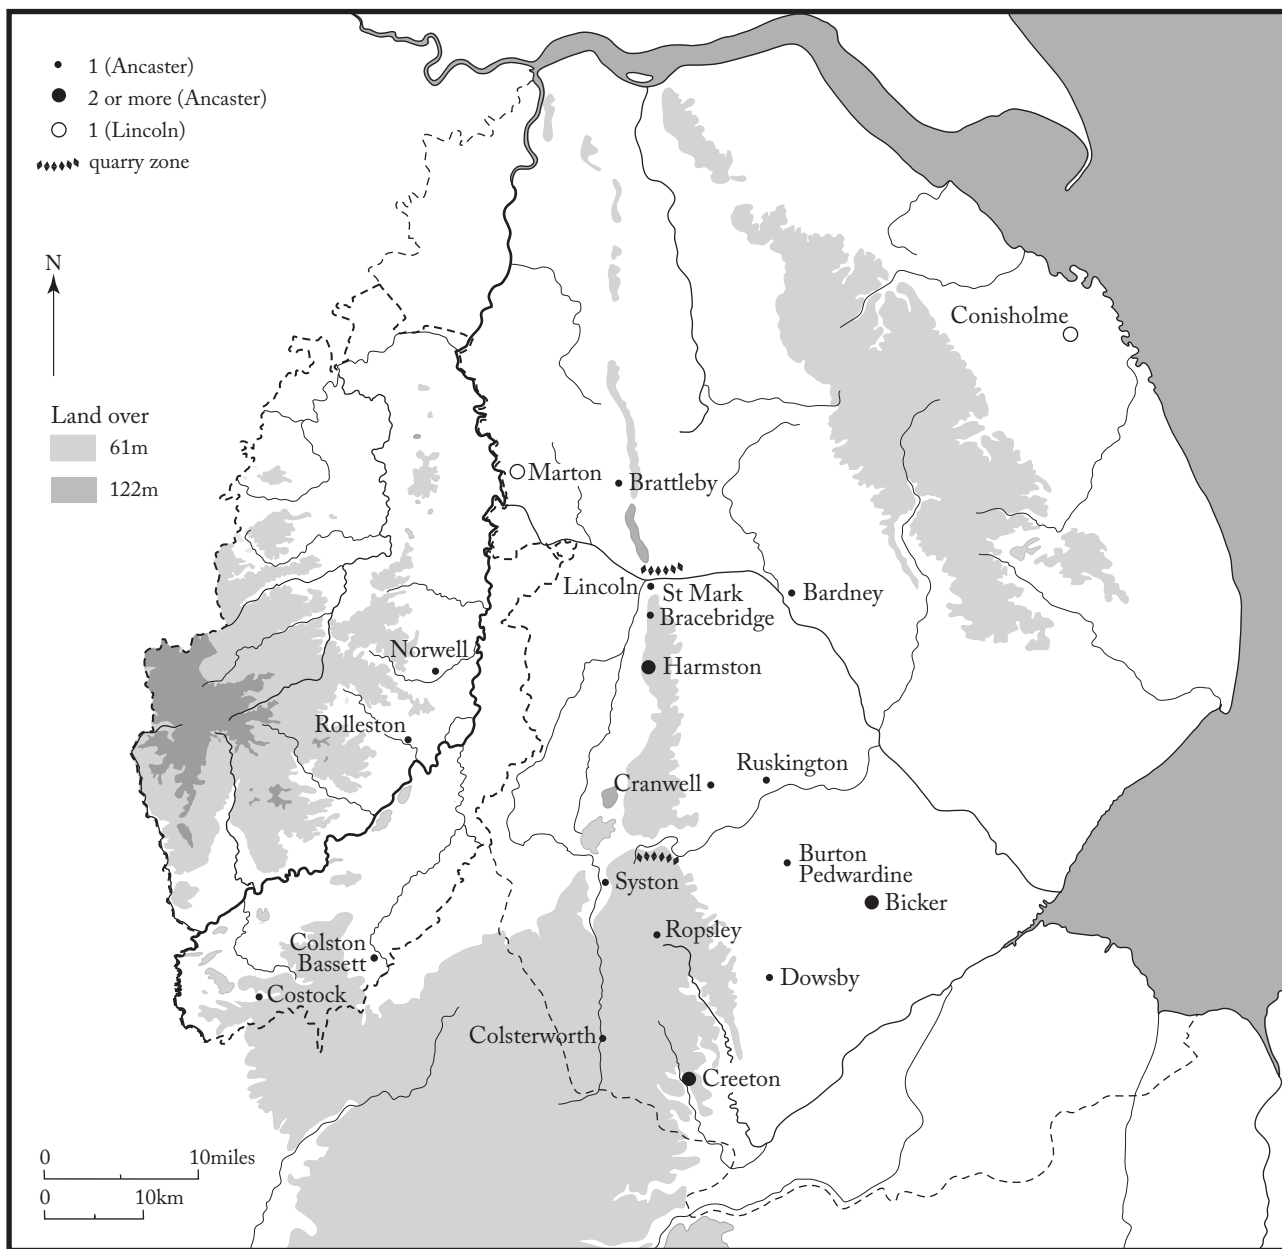 1 (Ancaster)
2 or more (Ancaster)
1 (Lincoln)
quarry zone
N
Land over
61m
122m
Conisholme
Marton
Brattleby
Lincoln
St Mark
Bracebridge
Bardney
Harmston
Norwell
Rolleston
Cranwell
Ruskington
Burton
Pedwardine
Syston
Bicker
Ropsley
Colston
Bassett
Dowsby
Costock
Colsterworth
Creeton
0
10miles
0
10km